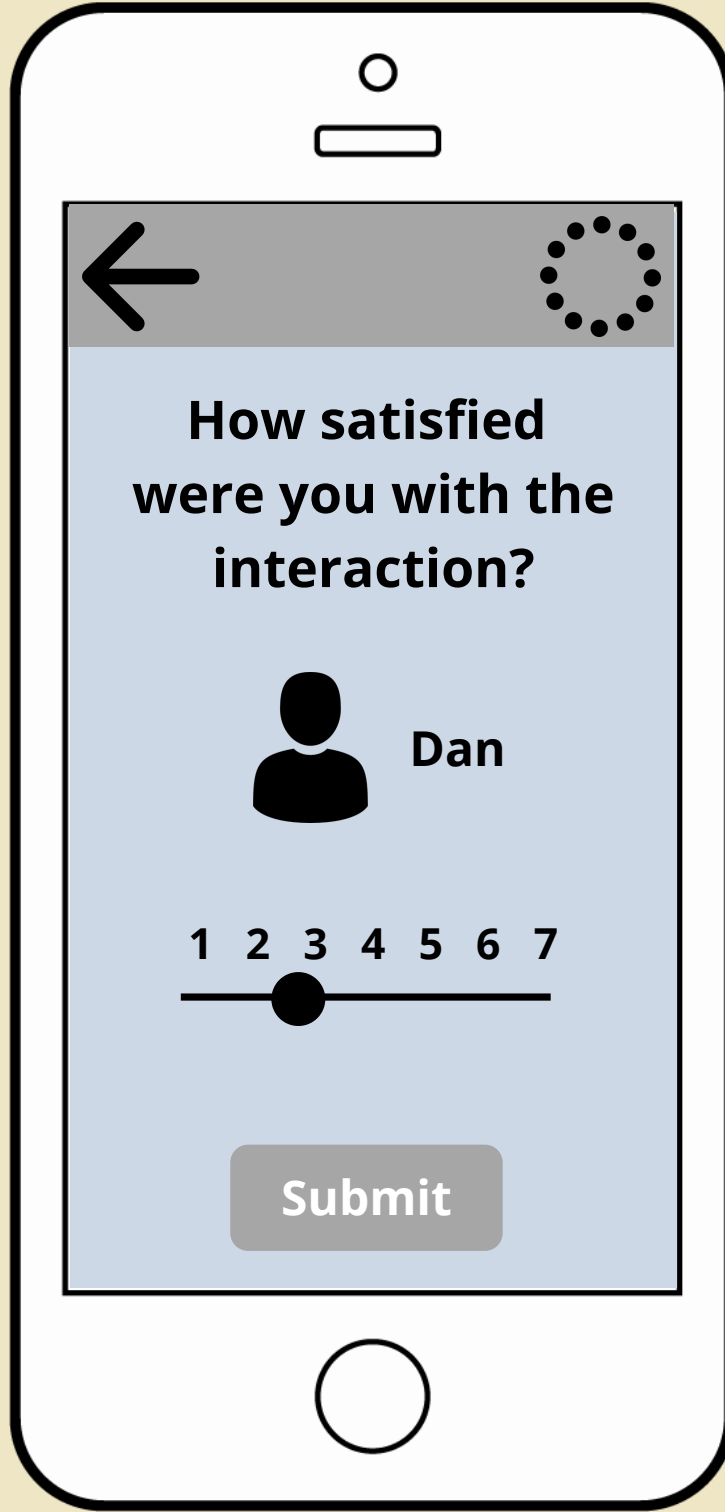 How satisfied
were you with the
interaction?
Dan
1 2 3 4 5 6 7
Submit